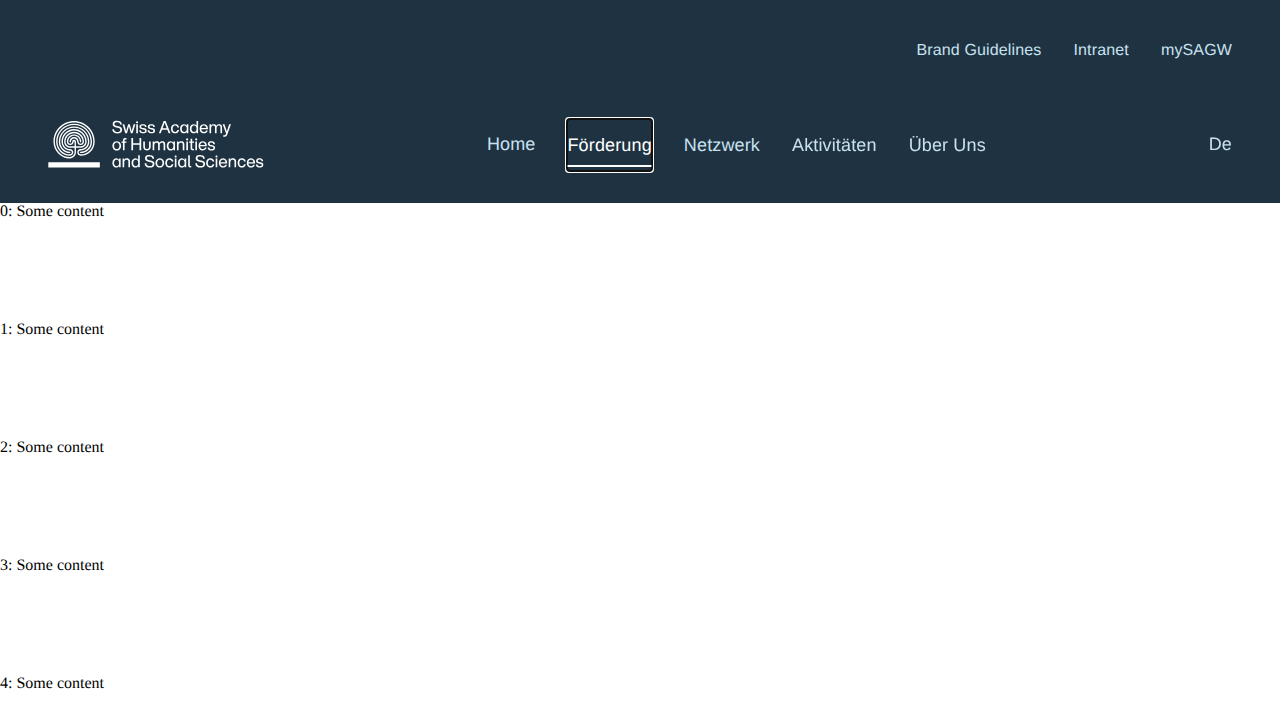 Brand Guidelines Intranet mySAGW
Swiss Academy
of Humanities
and Social Sciences
Home Förderung Netzwerk Aktivitäten Über Uns De
0: Some content
1: Some content
2: Some content
3: Some content
4: Some content